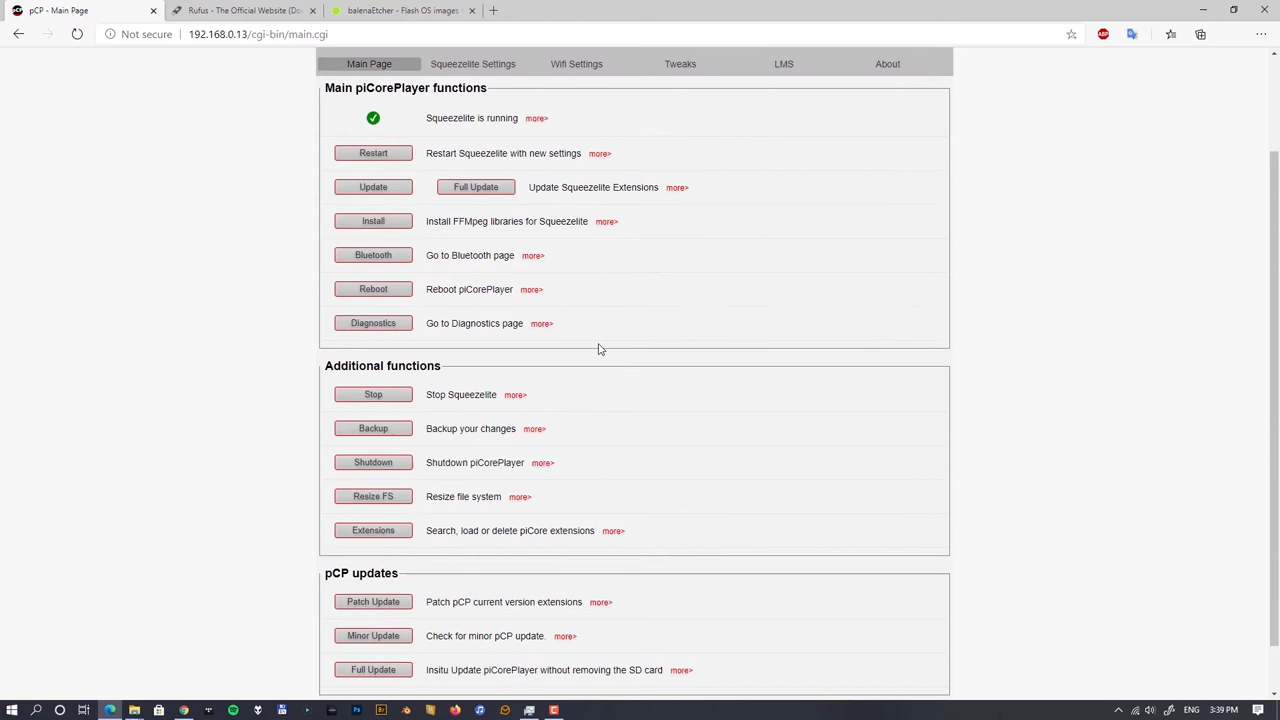 pCP - Main Page
Rufus - The Official Website (Do
balenaEtcher - Flash OS images t
Not secure
192.168.0.13/cgi-bin/main.cgi
Main Page
Squeezelite Settings
Wifi Settings
Tweaks
LMS
About
Main piCorePlayer functions
Squeezelite is running more>
Restart Restart Squeezelite with new settings more>
Update Full Update Update Squeezelite Extensions more>
Install Install FFMpeg libraries for Squeezelite more>
Bluetooth Go to Bluetooth page more>
Reboot Reboot piCorePlayer more>
Diagnostics Go to Diagnostics page more>
Additional functions
Stop Stop Squeezelite more>
Backup Backup your changes more>
Shutdown Shutdown piCorePlayer more>
Resize FS Resize file system more>
Extensions Search, load or delete piCore extensions more>
pCP updates
Patch Update Patch pCP current version extensions more>
Minor Update Check for minor pCP update. more>
Full Update Insitu Update piCorePlayer without removing the SD card more>
ENG 3:39 PM